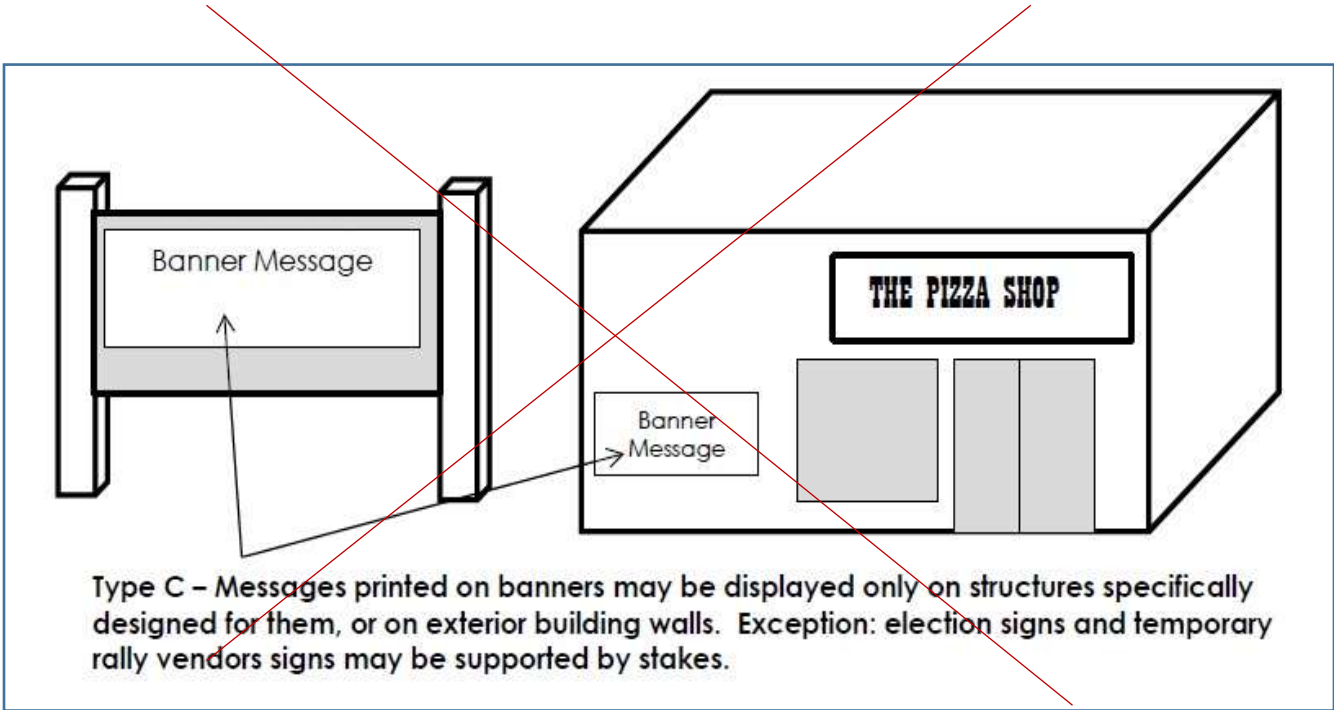 Banner Message
THE PIZZA SHOP
Banner
Message
Type C – Messages printed on banners may be displayed only on structures specifically
designed for them, or on exterior building walls.  Exception: election signs and temporary
rally vendors signs may be supported by stakes.